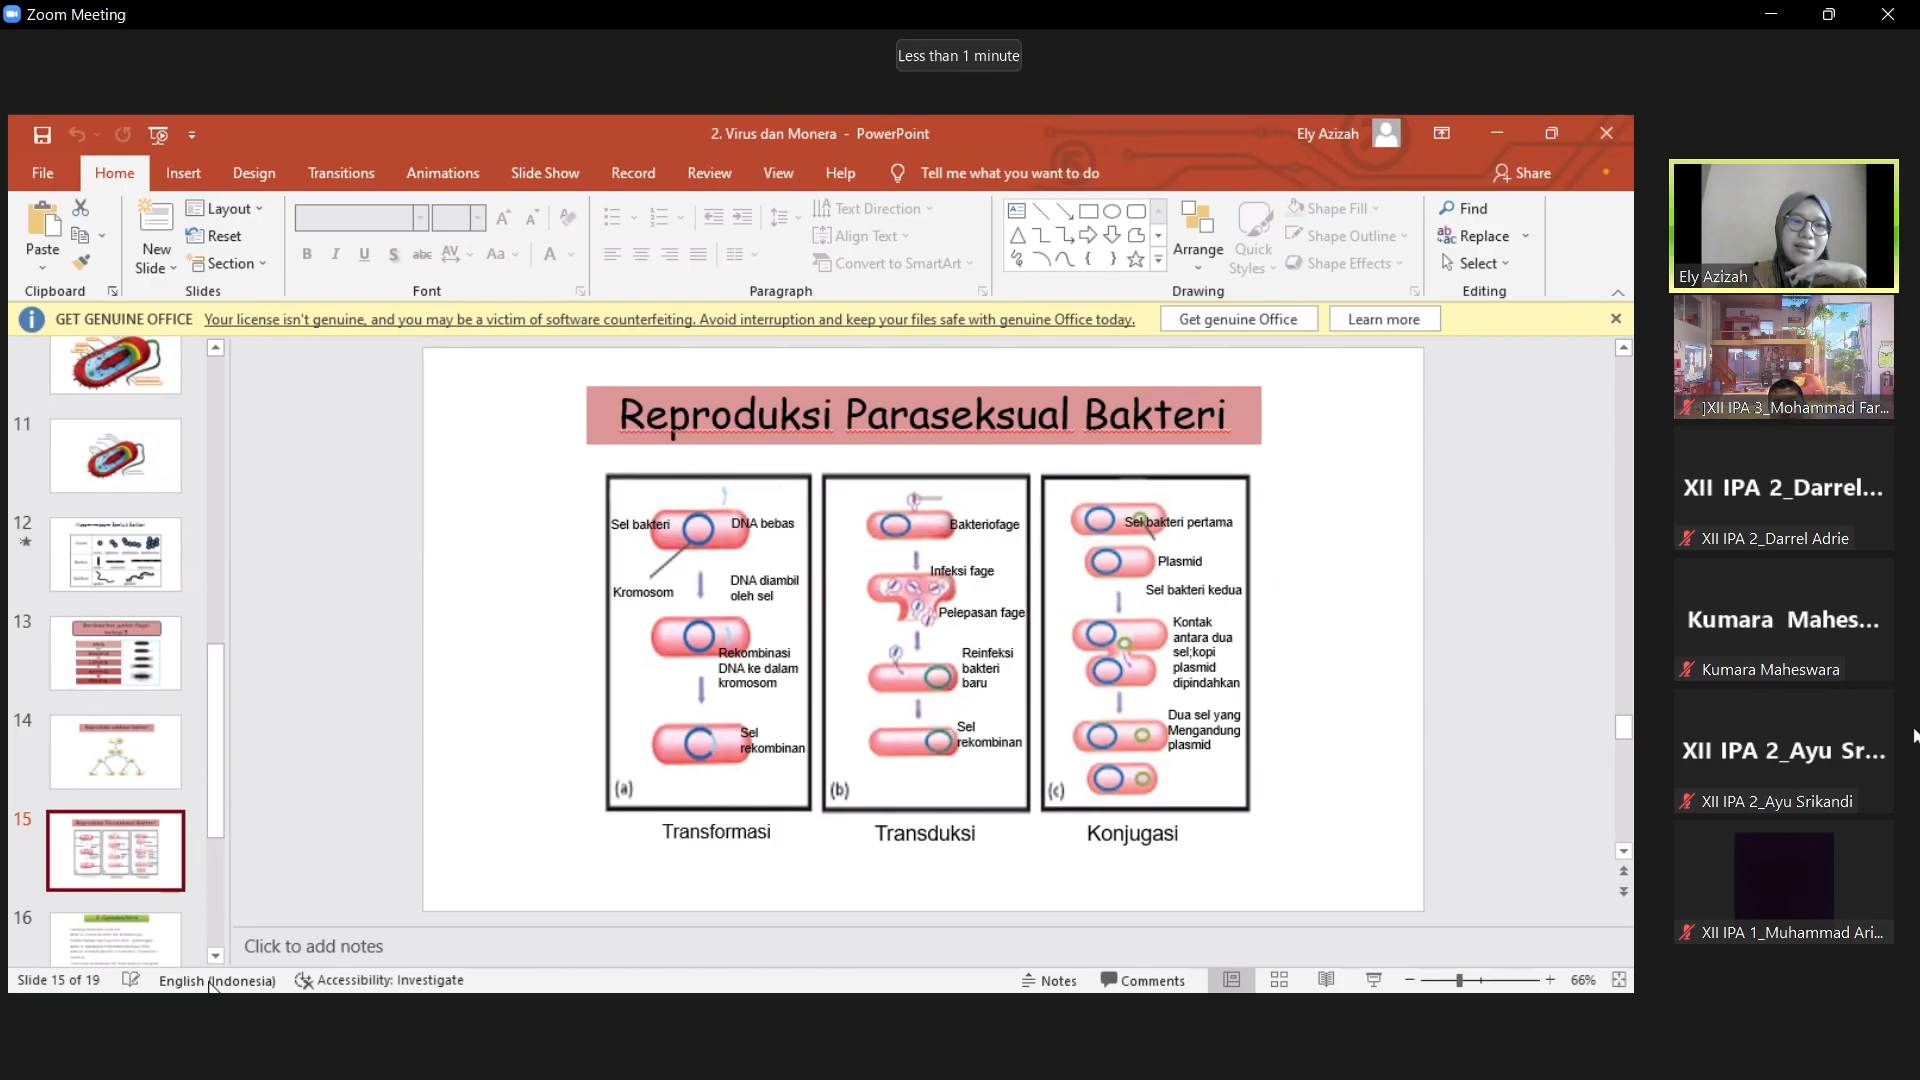 Zoom Meeting
Less than 1 minute
2. Virus dan Monera - PowerPoint
Ely Azizah
File Home Insert Design Transitions Animations Slide Show Record Review View Help Tell me what you want to do Share
Paste
New
Slide
Layout
Reset
Section
B I U S abc AV Aa A
Text Direction
Align Text
Convert to SmartArt
Arrange
Quick
Styles
Shape Fill
Shape Outline
Shape Effects
Find
Replace
Select
Clipboard Slides Font Paragraph Drawing Editing
GET GENUINE OFFICE Your license isn't genuine, and you may be a victim of software counterfeiting. Avoid interruption and keep your files safe with genuine Office today. Get genuine Office Learn more
11
12
13
14
15
16
Reproduksi Paraseksual Bakteri
Sel bakteri
DNA bebas
Kromosom
DNA diambil
oleh sel
Rekombinasi
DNA ke dalam
kromosom
Sel
rekombinan
(a)
Transformasi
Bakteriofage
Infeksi fage
Pelepasan fage
Reinfeksi
bakteri
baru
Sel
rekombinan
(b)
Transduksi
Sel bakteri pertama
Plasmid
Sel bakteri kedua
Kontak
antara dua
sel;kopi
plasmid
dipindahkan
Dua sel yang
Mengandung
plasmid
(c)
Konjugasi
Click to add notes
Slide 15 of 19 English (Indonesia) Accessibility: Investigate Notes Comments 66%
Ely Azizah
]XII IPA 3_Mohammad Far...
XII IPA 2_Darrel...
XII IPA 2_Darrel Adrie
Kumara Mahes...
Kumara Maheswara
XII IPA 2_Ayu Sr...
XII IPA 2_Ayu Srikandi
XII IPA 1_Muhammad Ari...